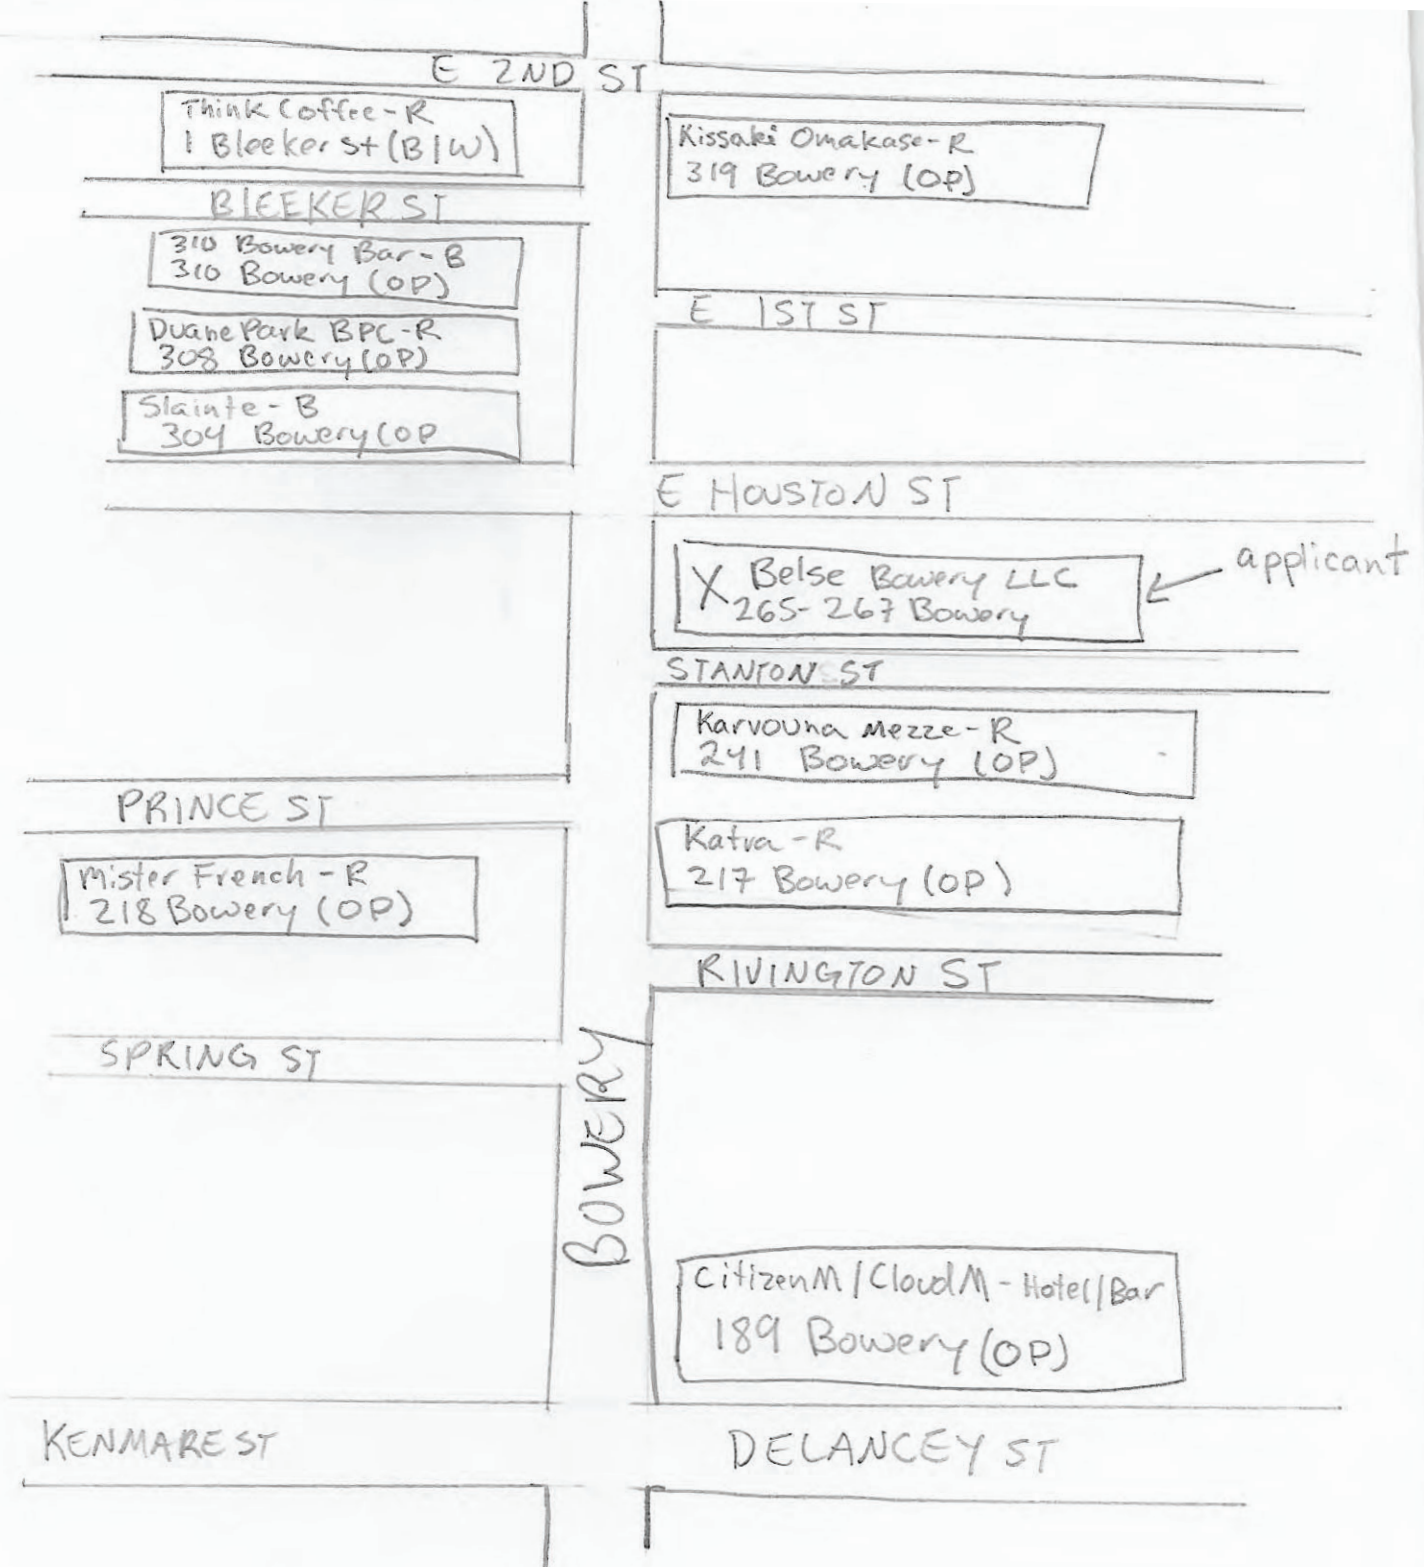 E 2ND ST
Think Coffee-R
1 Bleeker St (B/W)
Kissaki Omakase-R
319 Bowery (OP)
BLEEKER ST
310 Bowery Bar-B
310 Bowery (OP)
Duane Park BPC-R
308 Bowery (OP)
Slainte-B
304 Bowery (OP
E 1ST ST
E HOUSTON ST
X Belse Bowery LLC
265-267 Bowery
applicant
STANTON ST
Karvouna Mezze-R
241 Bowery (OP)
PRINCE ST
Katra-R
217 Bowery (OP)
Mister French-R
218 Bowery (OP)
RIVINGTON ST
SPRING ST
BOWERY
CitizenM/CloudM-Hotel/Bar
189 Bowery (OP)
KENMARE ST
DELANCEY ST